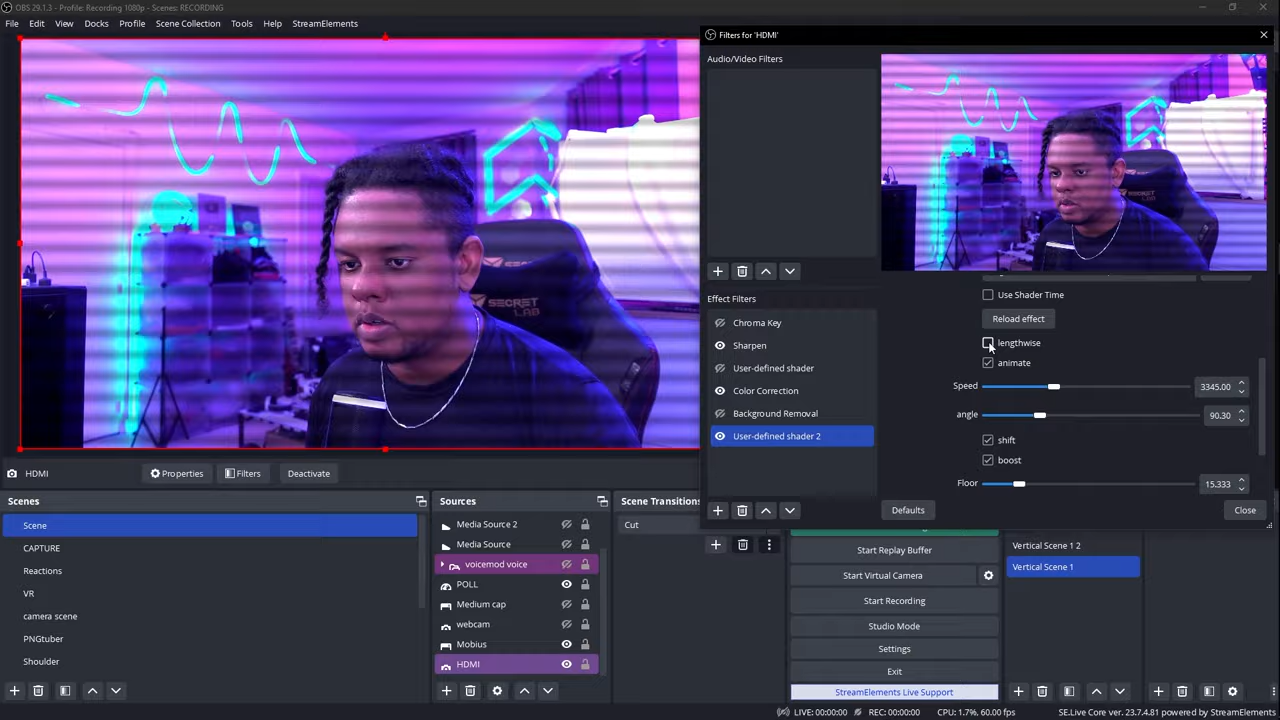 OBS 29.1.3 - Profile: Recording 1080p - Scenes: RECORDING
File Edit View Docks Profile Scene Collection Tools Help StreamElements
Filters for 'HDMI'
Audio/Video Filters
Effect Filters
Chroma Key
Sharpen
User-defined shader
Color Correction
Background Removal
User-defined shader 2
Use Shader Time
Reload effect
lengthwise
animate
Speed 3345.00
angle 90.30
shift
boost
Floor 15.333
Defaults Close
SECRET
LAB
HDMI Properties Filters Deactivate
Scenes
Scene
CAPTURE
Reactions
VR
camera scene
PNGtuber
Shoulder
Sources
Media Source 2
Media Source
voicemod voice
POLL
Medium cap
webcam
Mobius
HDMI
Scene Transitions
Cut
Start Replay Buffer
Start Virtual Camera
Start Recording
Studio Mode
Settings
Exit
StreamElements Live Support
Vertical Scene 1 2
Vertical Scene 1
LIVE: 00:00:00 REC: 00:00:00 CPU: 1.7%, 60.00 fps SE.Live Core ver. 23.7.4.81 powered by StreamElements